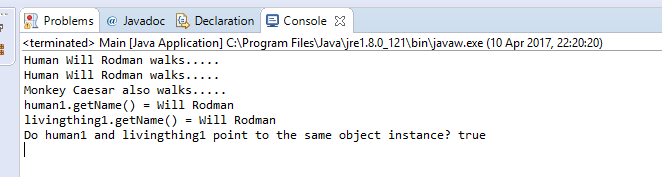 Problems @ Javadoc Declaration Console
<terminated> Main [Java Application] C:\Program Files\Java\jre1.8.0_121\bin\javaw.exe (10 Apr 2017, 22:20:20)
Human Will Rodman walks.....
Human Will Rodman walks.....
Monkey Caesar also walks.....
human1.getName() = Will Rodman
livingthing1.getName() = Will Rodman
Do human1 and livingthing1 point to the same object instance? true